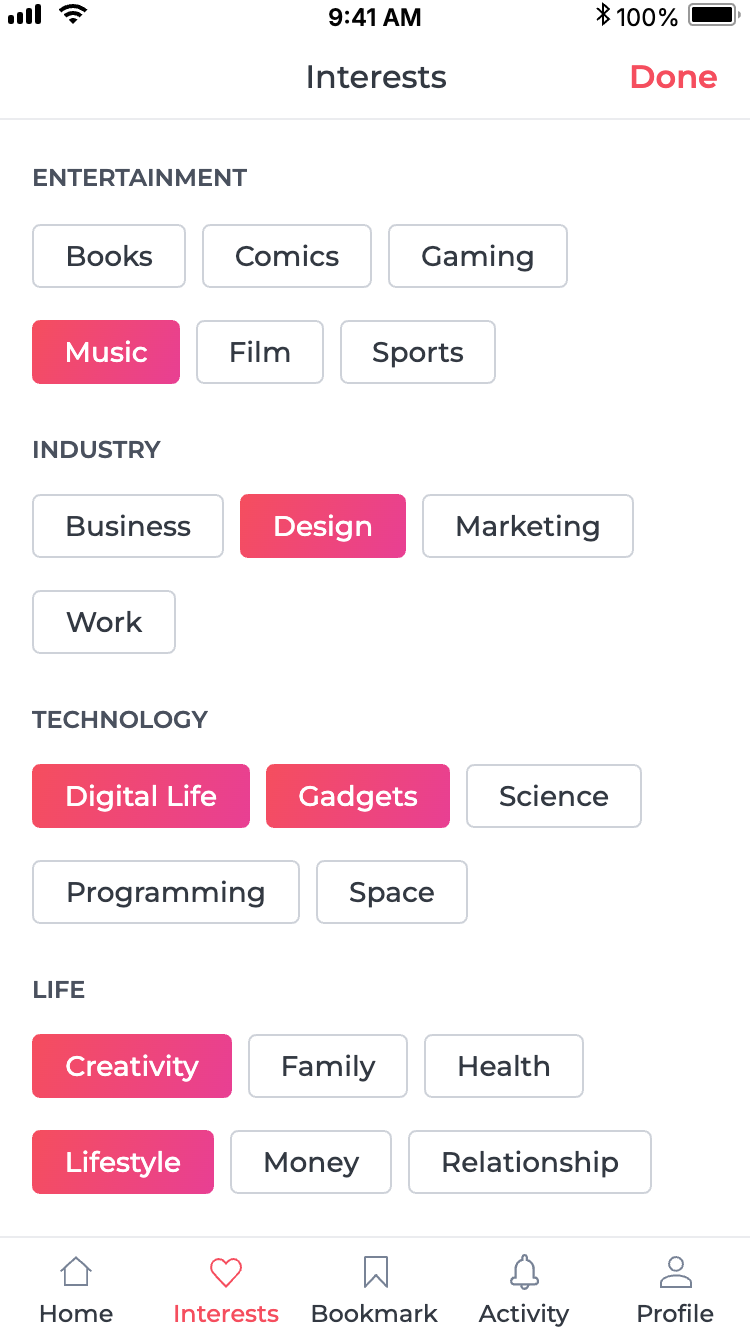 9:41 AM 100%
Interests Done
ENTERTAINMENT
Books Comics Gaming
Music Film Sports
INDUSTRY
Business Design Marketing
Work
TECHNOLOGY
Digital Life Gadgets Science
Programming Space
LIFE
Creativity Family Health
Lifestyle Money Relationship
Home Interests Bookmark Activity Profile